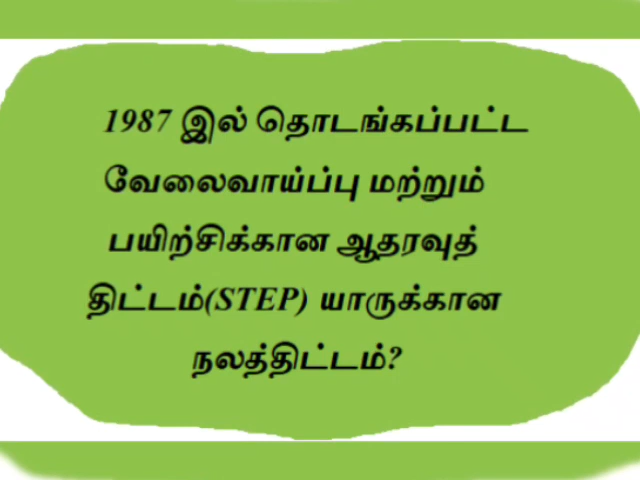 1987 இல் தொடங்கப்பட்ட
வேலைவாய்ப்பு மற்றும்
பயிற்சிக்கான ஆதரவுத்
திட்டம்(STEP) யாருக்கான
நலத்திட்டம்?